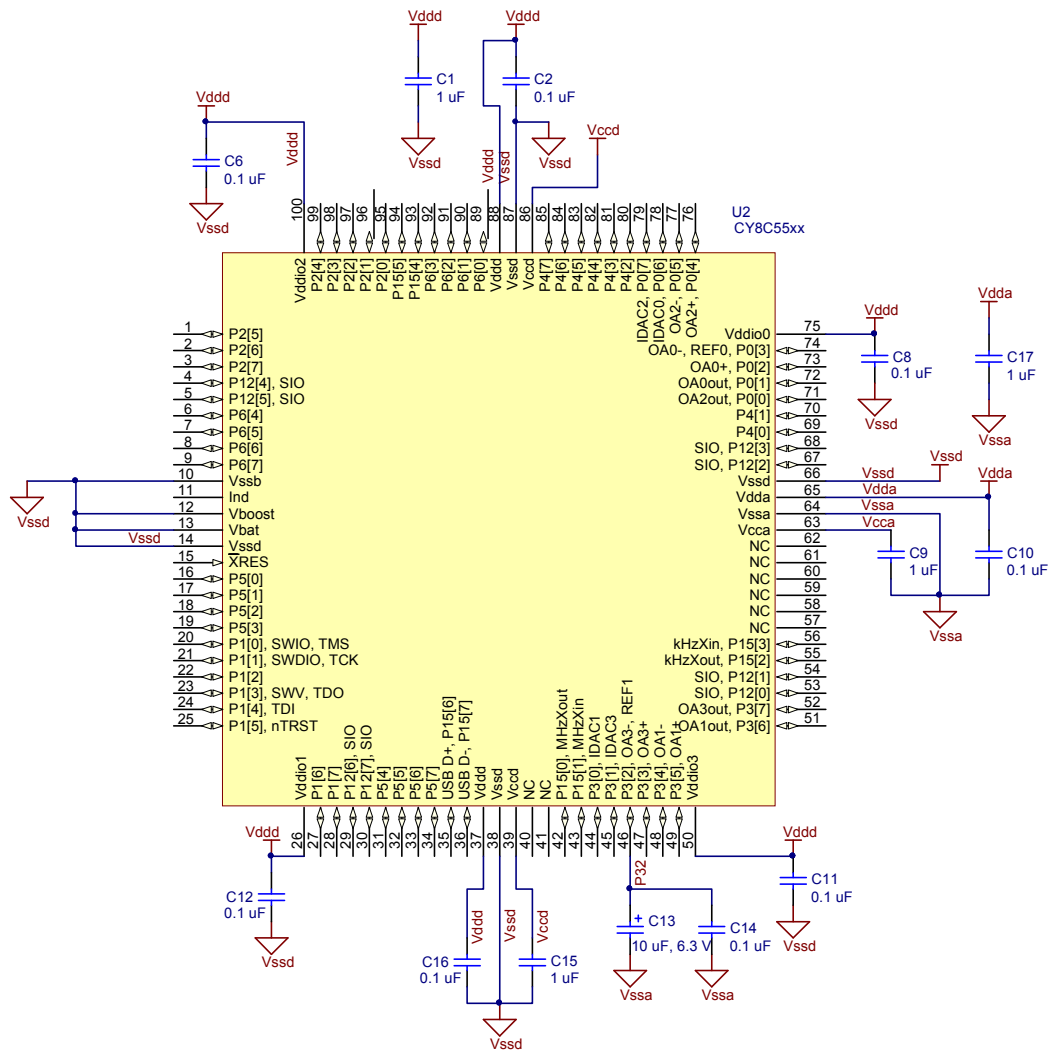 Vddd
Vddd
C1
1 uF
C2
0.1 uF
Vddd
Vccd
C6
0.1 uF
Vddd
Vddd
Vssd
Vssd
Vssd
Vssd
100
99
98
97
96
95
94
93
92
91
90
89
88
87
86
85
84
83
82
81
80
79
78
77
76
U2
CY8C55xx
Vddio2
P2[4]
P2[3]
P2[2]
P2[1]
P2[0]
P15[5]
P15[4]
P6[3]
P6[2]
P6[1]
P6[0]
Vddd
Vssd
Vccd
P4[7]
P4[6]
P4[5]
P4[4]
P4[3]
P4[2]
IDAC2, P0[7]
IDAC0, P0[6]
OA2-, P0[5]
OA2+, P0[4]
1 P2[5]
2 P2[6]
3 P2[7]
4 P12[4], SIO
5 P12[5], SIO
6 P6[4]
7 P6[5]
8 P6[6]
9 P6[7]
10 Vssb
11 Ind
12 Vboost
13 Vbat
Vssd 14 Vssd
15 XRES
16 P5[0]
17 P5[1]
18 P5[2]
19 P5[3]
20 P1[0], SWIO, TMS
21 P1[1], SWDIO, TCK
22 P1[2]
23 P1[3], SWV, TDO
24 P1[4], TDI
25 P1[5], nTRST
Vssd
Vddio0 75
OA0-, REF0, P0[3] 74
OA0+, P0[2] 73
OA0out, P0[1] 72
OA2out, P0[0] 71
P4[1] 70
P4[0] 69
SIO, P12[3] 68
SIO, P12[2] 67
Vssd 66 Vssd
Vdda 65 Vdda
Vssa 64 Vssa
Vcca 63 Vcca
NC 62
NC 61
NC 60
NC 59
NC 58
NC 57
kHzXin, P15[3] 56
kHzXout, P15[2] 55
SIO, P12[1] 54
SIO, P12[0] 53
OA3out, P3[7] 52
OA1out, P3[6] 51
Vddd
C8
0.1 uF
Vssd
Vdda
C17
1 uF
Vssa
Vssd
Vdda
C9
1 uF
C10
0.1 uF
Vssa
Vddio1
P1[6]
P1[7]
P12[6], SIO
P12[7], SIO
P5[4]
P5[5]
P5[6]
P5[7]
USB D+, P15[6]
USB D-, P15[7]
Vddd
Vssd
Vccd
NC
NC
P15[0], MHzXout
P15[1], MHzXin
P3[0], IDAC1
P3[1], IDAC3
P3[2], OA3-, REF1
P3[3], OA3+
P3[4], OA1-
P3[5], OA1+
Vddio3
26
27
28
29
30
31
32
33
34
35
36
37
38
39
40
41
42
43
44
45
46
47
48
49
50
Vddd
C12
0.1 uF
Vssd
Vddd
Vssd
Vccd
C16
0.1 uF
C15
1 uF
Vssd
P32
+
C13
10 uF, 6.3 V
Vssa
C14
0.1 uF
Vssa
Vddd
C11
0.1 uF
Vssd